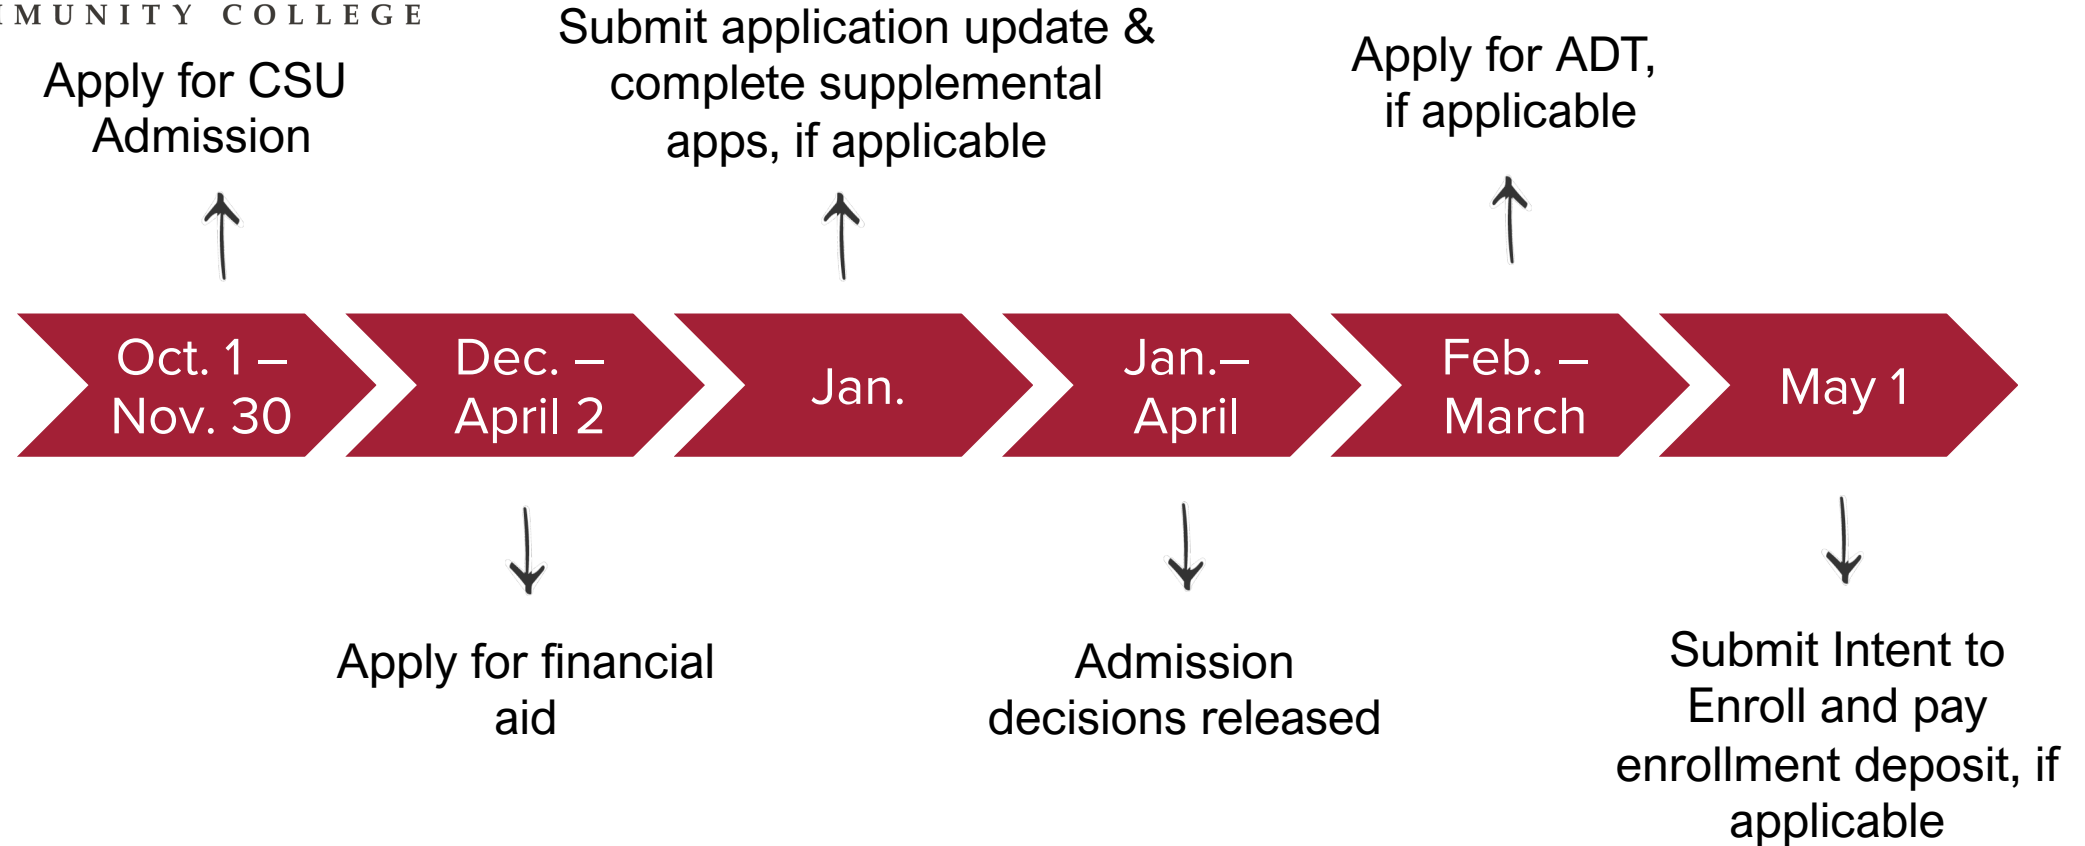 MMUNITY COLLEGE
Apply for CSU
Admission
Submit application update &
complete supplemental
apps, if applicable
Apply for ADT,
if applicable
Oct. 1 –
Nov. 30
Dec. –
April 2
Jan.
Jan.–
April
Feb. –
March
May 1
Apply for financial
aid
Admission
decisions released
Submit Intent to
Enroll and pay
enrollment deposit, if
applicable